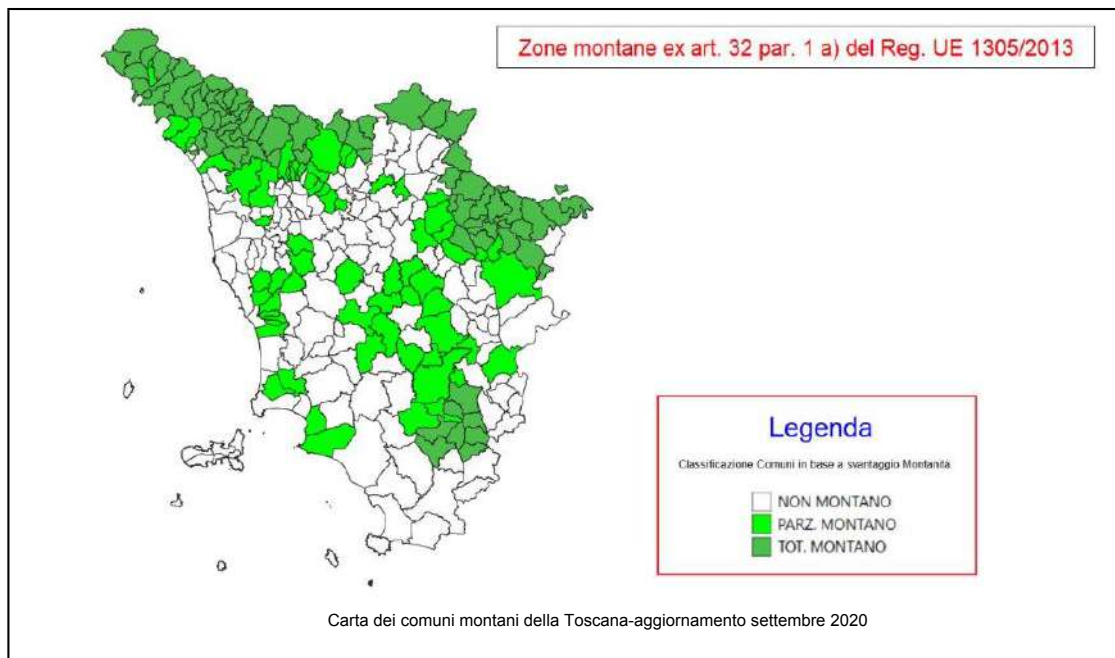 Zone montane ex art. 32 par. 1 a) del Reg. UE 1305/2013
Legenda
Classificazione Comuni in base a svantaggio Montanità
NON MONTANO
PARZ. MONTANO
TOT. MONTANO
Carta dei comuni montani della Toscana-aggiornamento settembre 2020